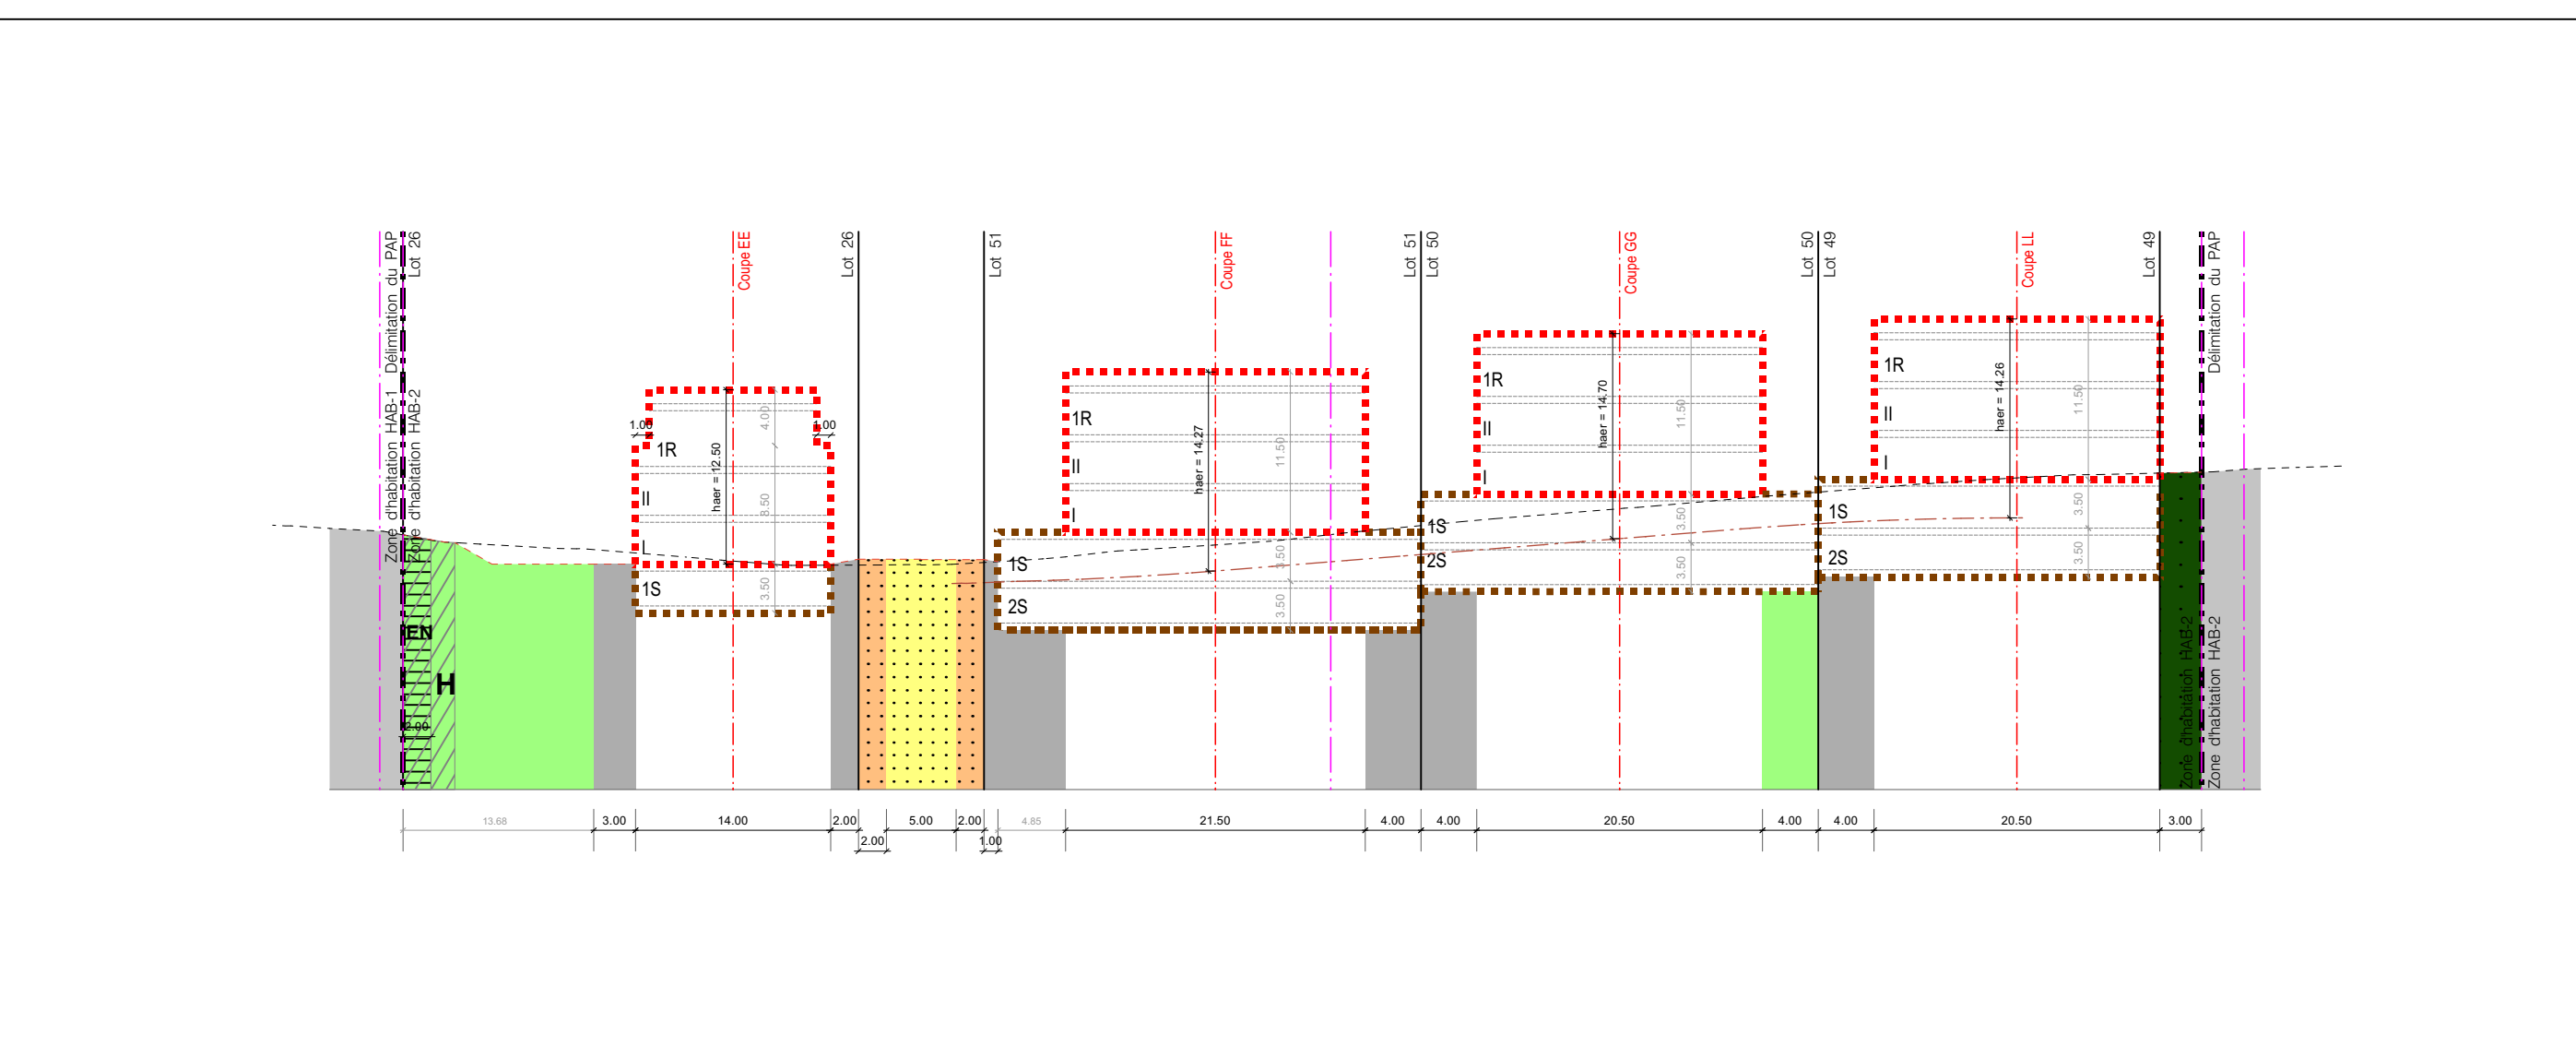 Zone d'habitation HAB-1 Délimitation du PAP
Zone d'habitation HAB-2
Lot 26
Coupe EE
Lot 26
Lot 51
Coupe FF
Lot 51
Lot 50
Coupe GG
Lot 50
Lot 49
Coupe LL
Lot 49
Délimitation du PAP
1.00
1.00
1R
II
I
1S
haer = 12.50
4.00
8.50
3.50
1R
II
I
1S
2S
haer = 14.27
11.50
3.50
3.50
1R
II
I
1S
2S
haer = 14.70
11.50
3.50
3.50
1R
II
I
1S
2S
haer = 14.26
11.50
3.50
3.50
EN
H
2.00
Zone d'habitation HAB-2
Zone d'habitation HAB-2
13.68
3.00
14.00
2.00
2.00
5.00
2.00
1.00
4.85
21.50
4.00
4.00
20.50
4.00
4.00
20.50
3.00